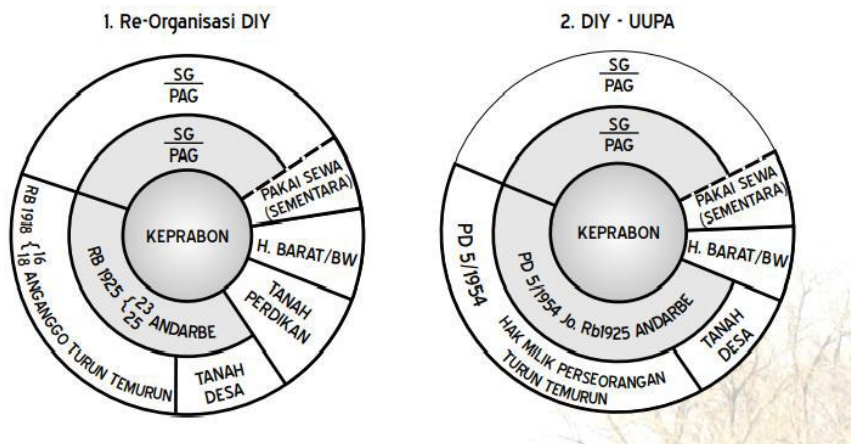 1. Re-Organisasi DIY
SG
PAG
SG
PAG
PAKAI SEWA
(SEMENTARA)
KEPRABON
H. BARAT/BW
TANAH
PERDIKAN
TANAH
DESA
RB 1925 { 23 ANDARBE
25
RB 1918 { 16
18 ANGANGGO TURUN TEMURUN
2. DIY - UUPA
SG
PAG
SG
PAG
PAKAI SEWA
(SEMENTARA)
KEPRABON
H. BARAT/BW
TANAH
DESA
PD 5/1954 Jo. Rb1925 ANDARBE
PD 5/1954
HAK MILIK PERSEORANGAN
TURUN TEMURUN